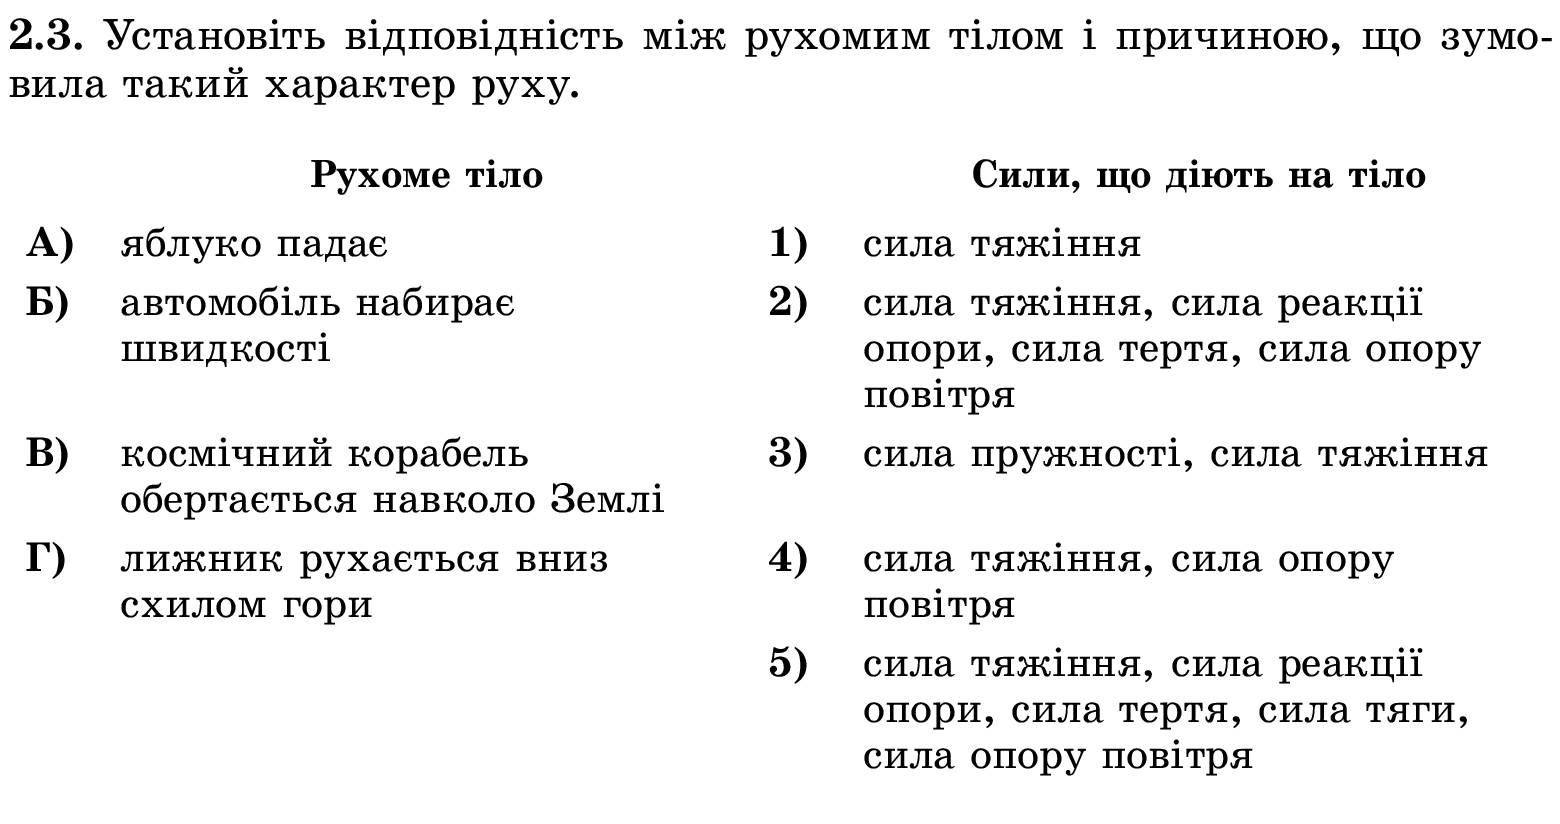 2.3. Установіть відповідність між рухомим тілом і причиною, що зумо-
вила такий характер руху.
Рухоме тіло
Сили, що діють на тіло
А) яблуко падає
1) сила тяжіння
Б) автомобіль набирає
швидкості
2) сила тяжіння, сила реакції
опори, сила тертя, сила опору
повітря
В) космічний корабель
обертається навколо Землі
3) сила пружності, сила тяжіння
Г) лижник рухається вниз
схилом гори
4) сила тяжіння, сила опору
повітря
5) сила тяжіння, сила реакції
опори, сила тертя, сила тяги,
сила опору повітря